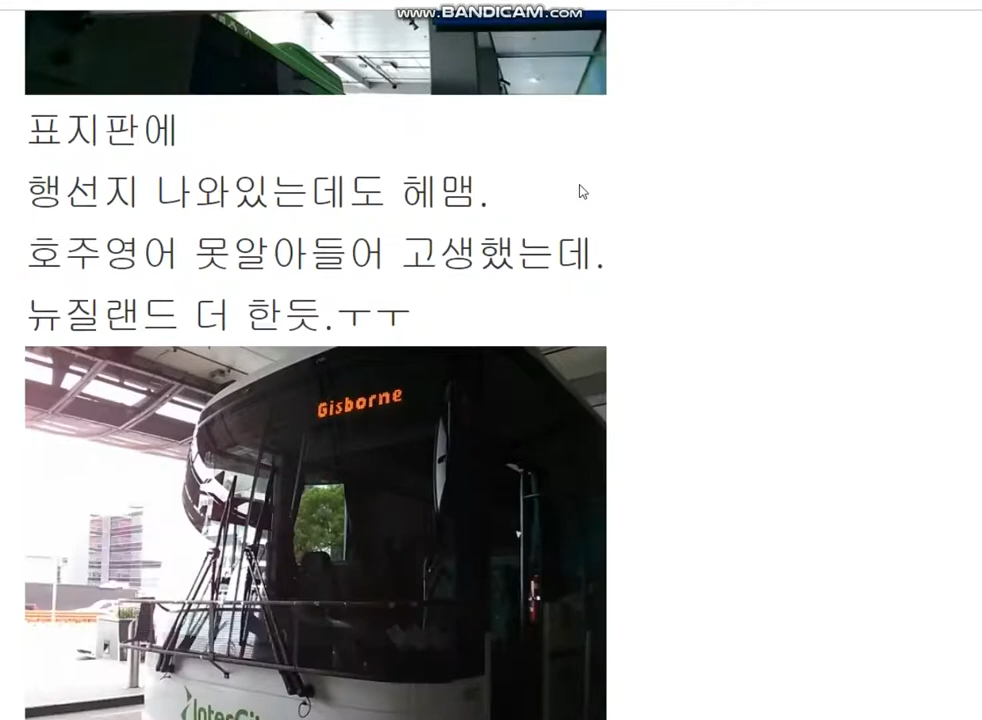 www.BANDICAM.com
표지판에
행선지 나와있는데도 헤맴.
호주영어 못알아들어 고생했는데.
뉴질랜드 더 한듯.ㅜㅜ
Gisborne